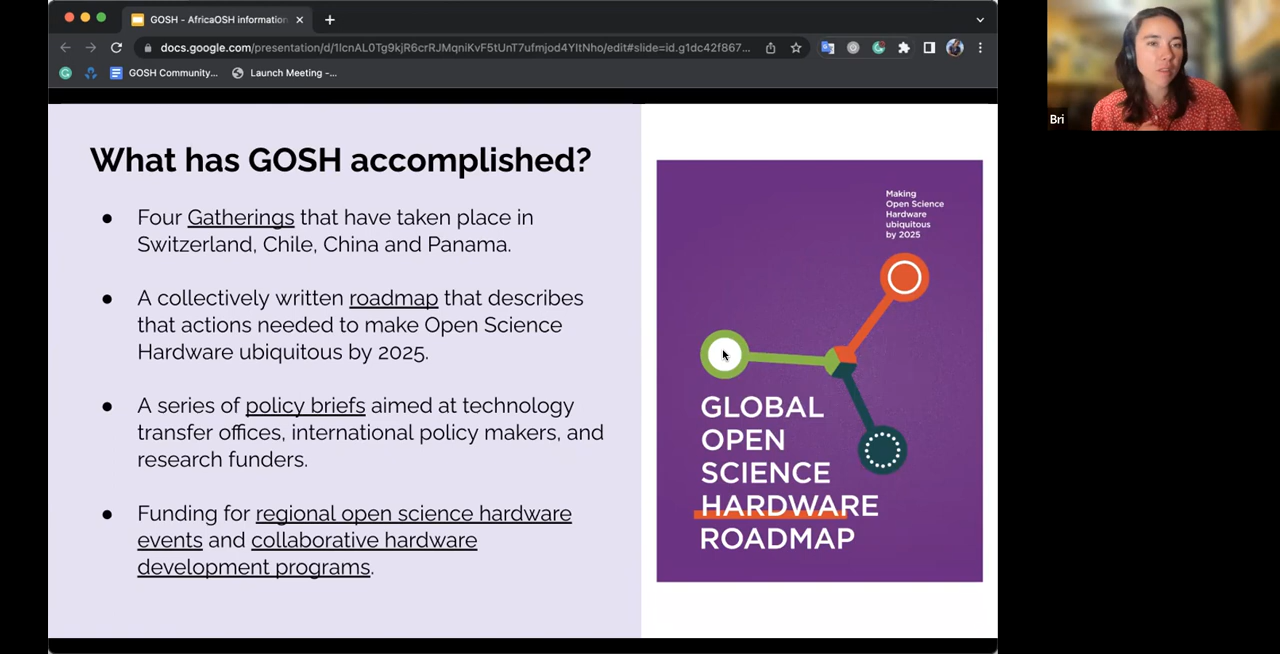 GOSH - AfricaOSH information
docs.google.com/presentation/d/1IcnAL0Tg9kjR6crRJMqniKvF5tUnT7ufmjod4YItNho/edit#slide=id.g1dc42f867...
GOSH Community...
Launch Meeting -...
Bri
What has GOSH accomplished?
● Four Gatherings that have taken place in
Switzerland, Chile, China and Panama.
● A collectively written roadmap that describes
that actions needed to make Open Science
Hardware ubiquitous by 2025.
● A series of policy briefs aimed at technology
transfer offices, international policy makers, and
research funders.
● Funding for regional open science hardware
events and collaborative hardware
development programs.
Making
Open Science
Hardware
ubiquitous
by 2025
GLOBAL
OPEN
SCIENCE
HARDWARE
ROADMAP